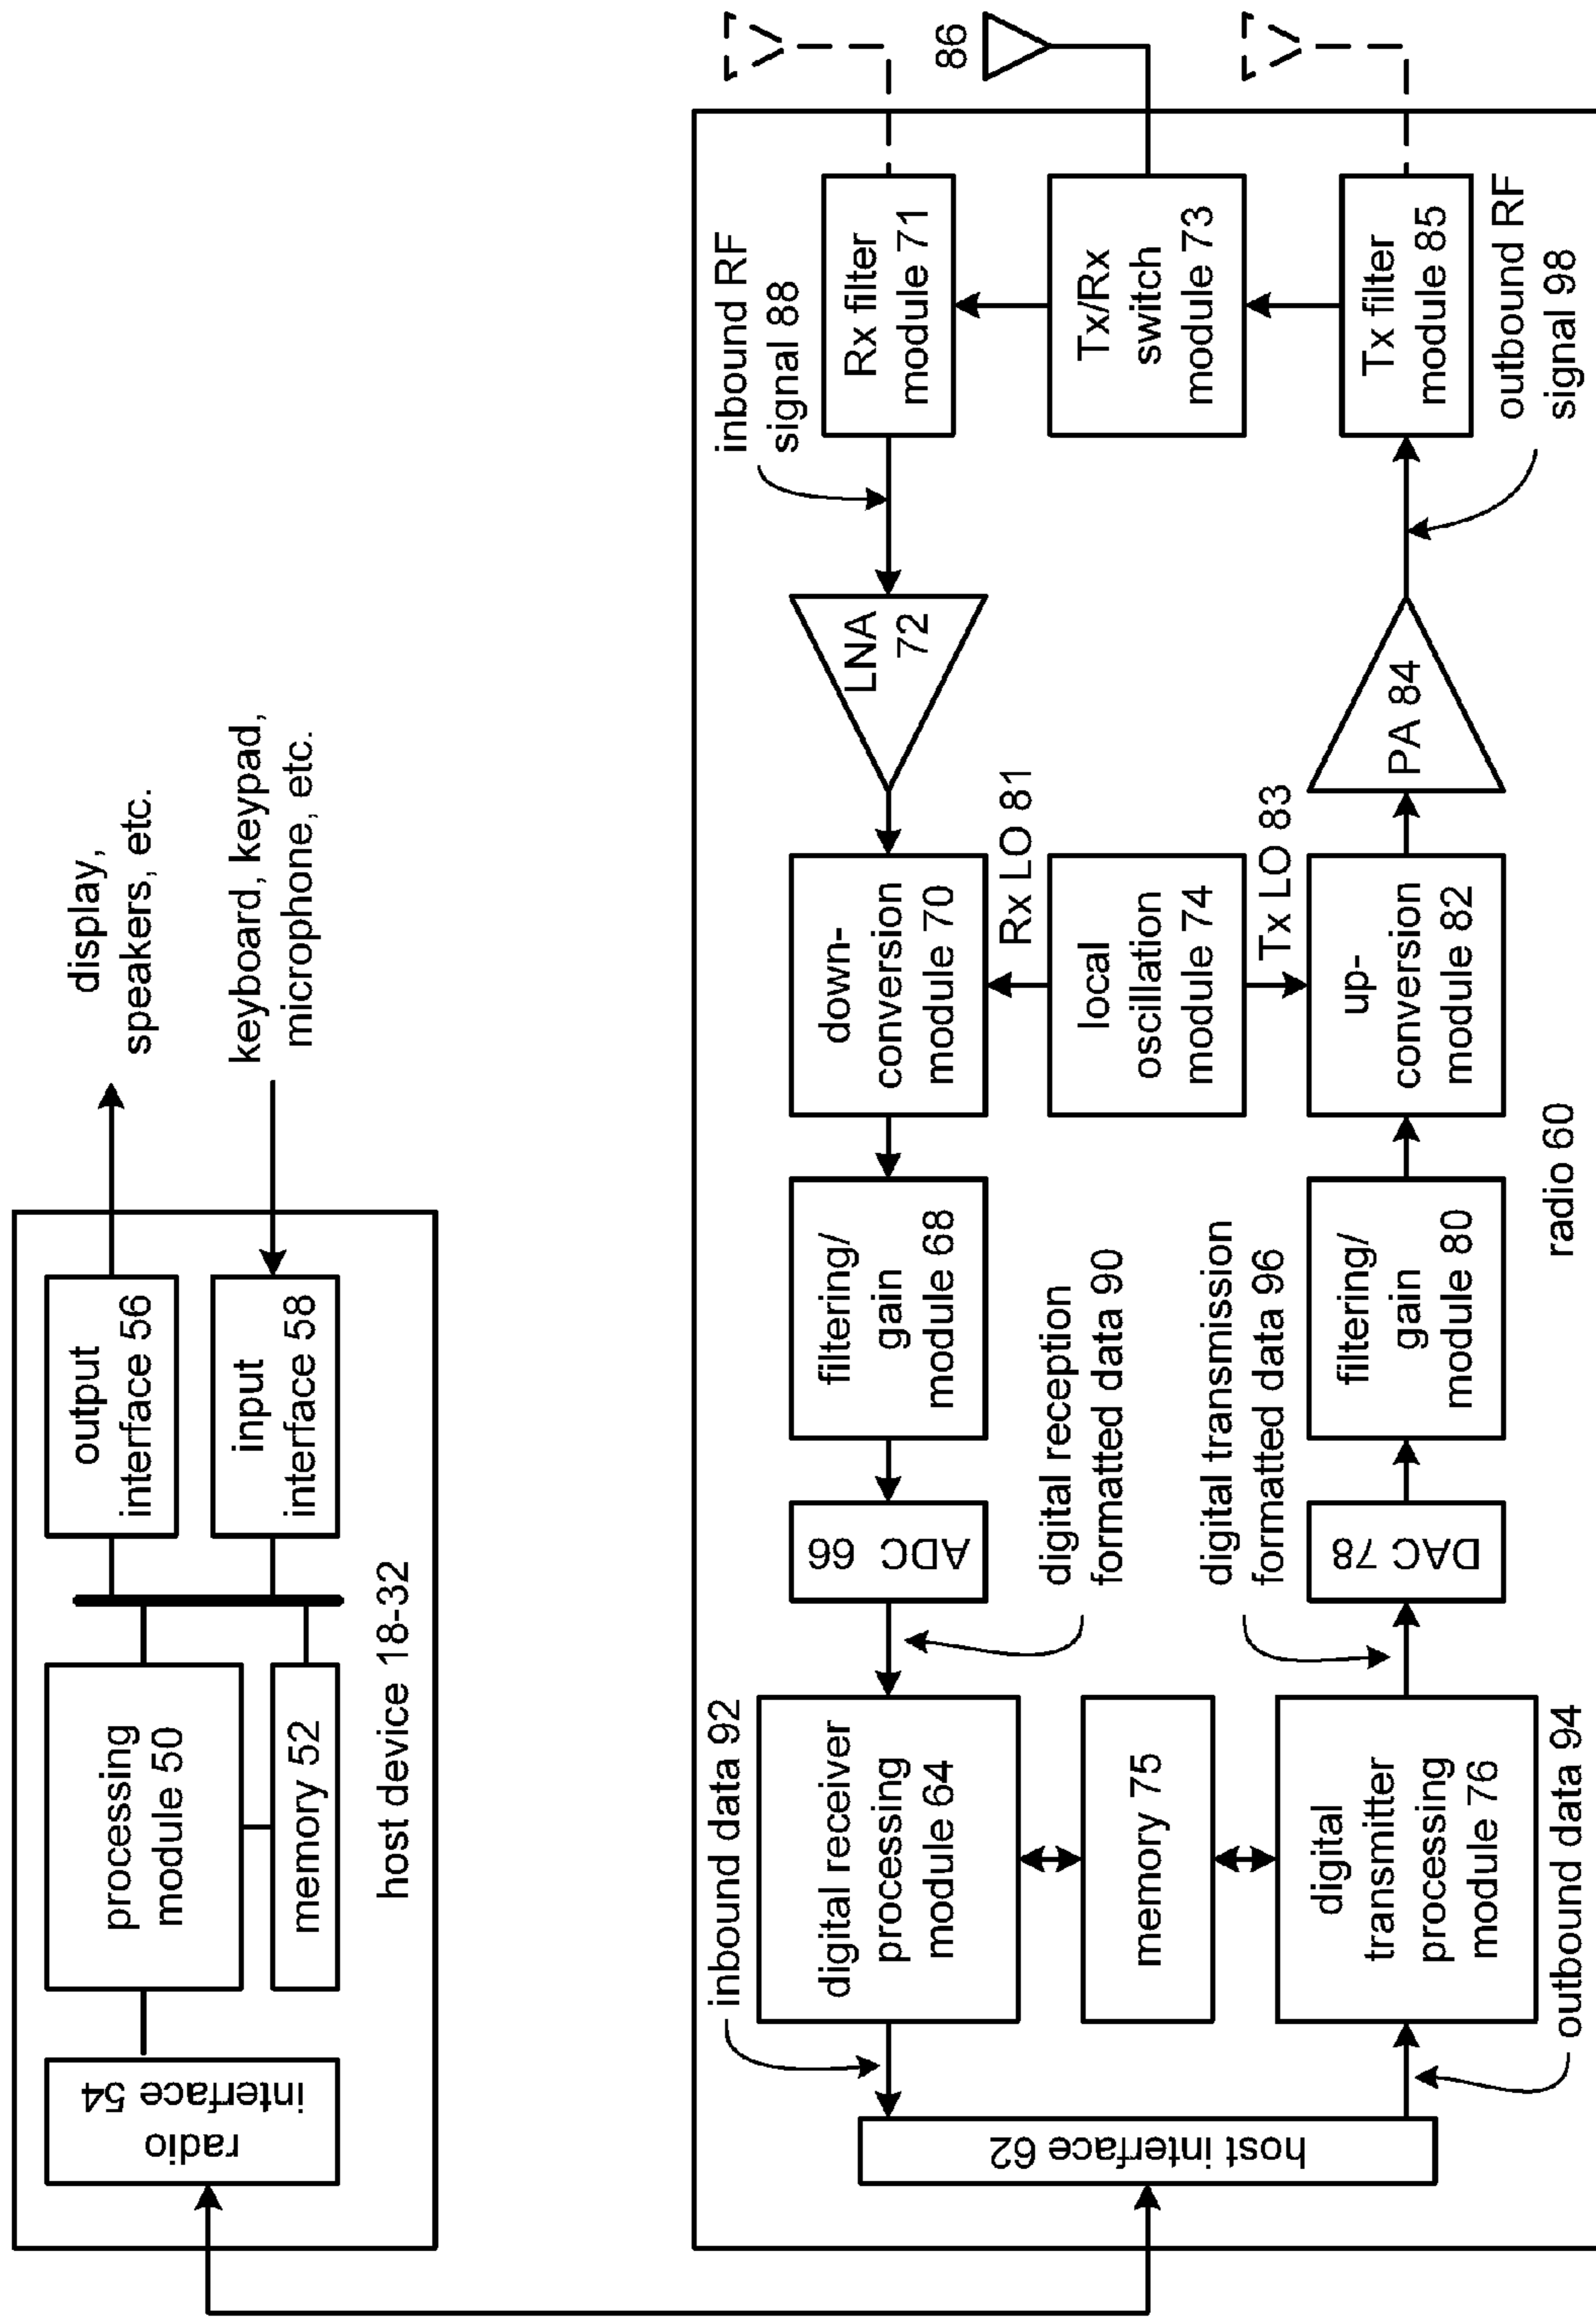 display,
speakers, etc.
keyboard, keypad,
microphone, etc.
radio
interface 54
processing
module 50
memory 52
output
interface 56
input
interface 58
host device 18-32
host interface 62
inbound data 92
digital receiver
processing
module 64
memory 75
digital
transmitter
processing
module 76
outbound data 94
ADC 66
digital reception
formatted data 90
digital transmission
formatted data 96
DAC 78
filtering/
gain
module 68
filtering/
gain
module 80
radio 60
down-
conversion
module 70
Rx LO 81
local
oscillation
module 74
Tx LO 83
up-
conversion
module 82
LNA
72
PA 84
inbound RF
signal 88
Rx filter
module 71
Tx/Rx
switch
module 73
Tx filter
module 85
outbound RF
signal 98
86